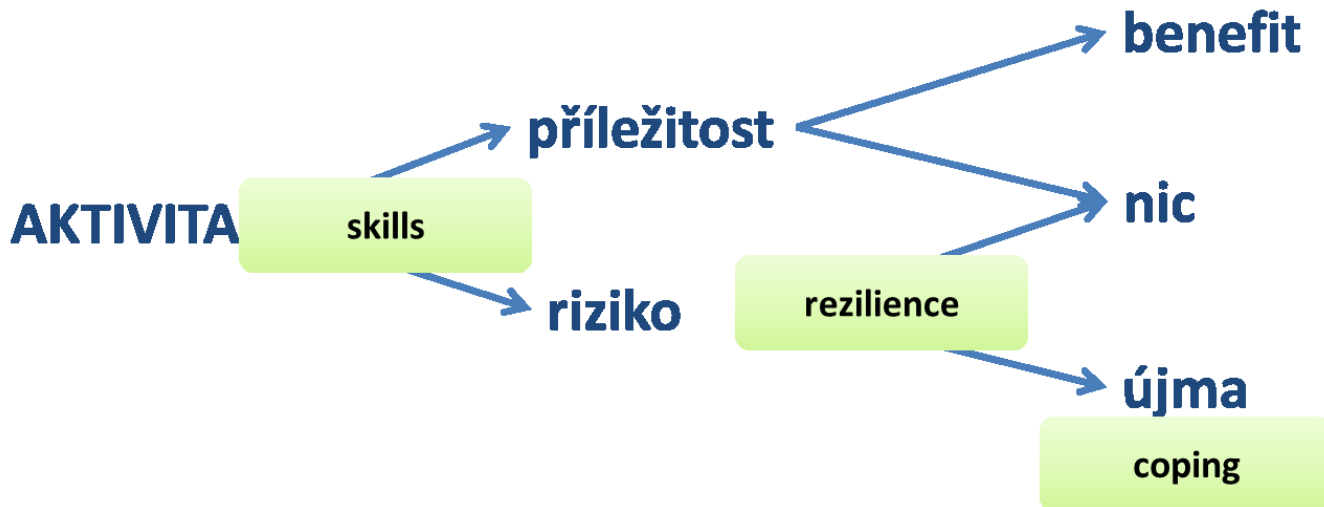 benefit
příležitost
AKTIVITA
skills
nic
riziko
rezilience
újma
coping